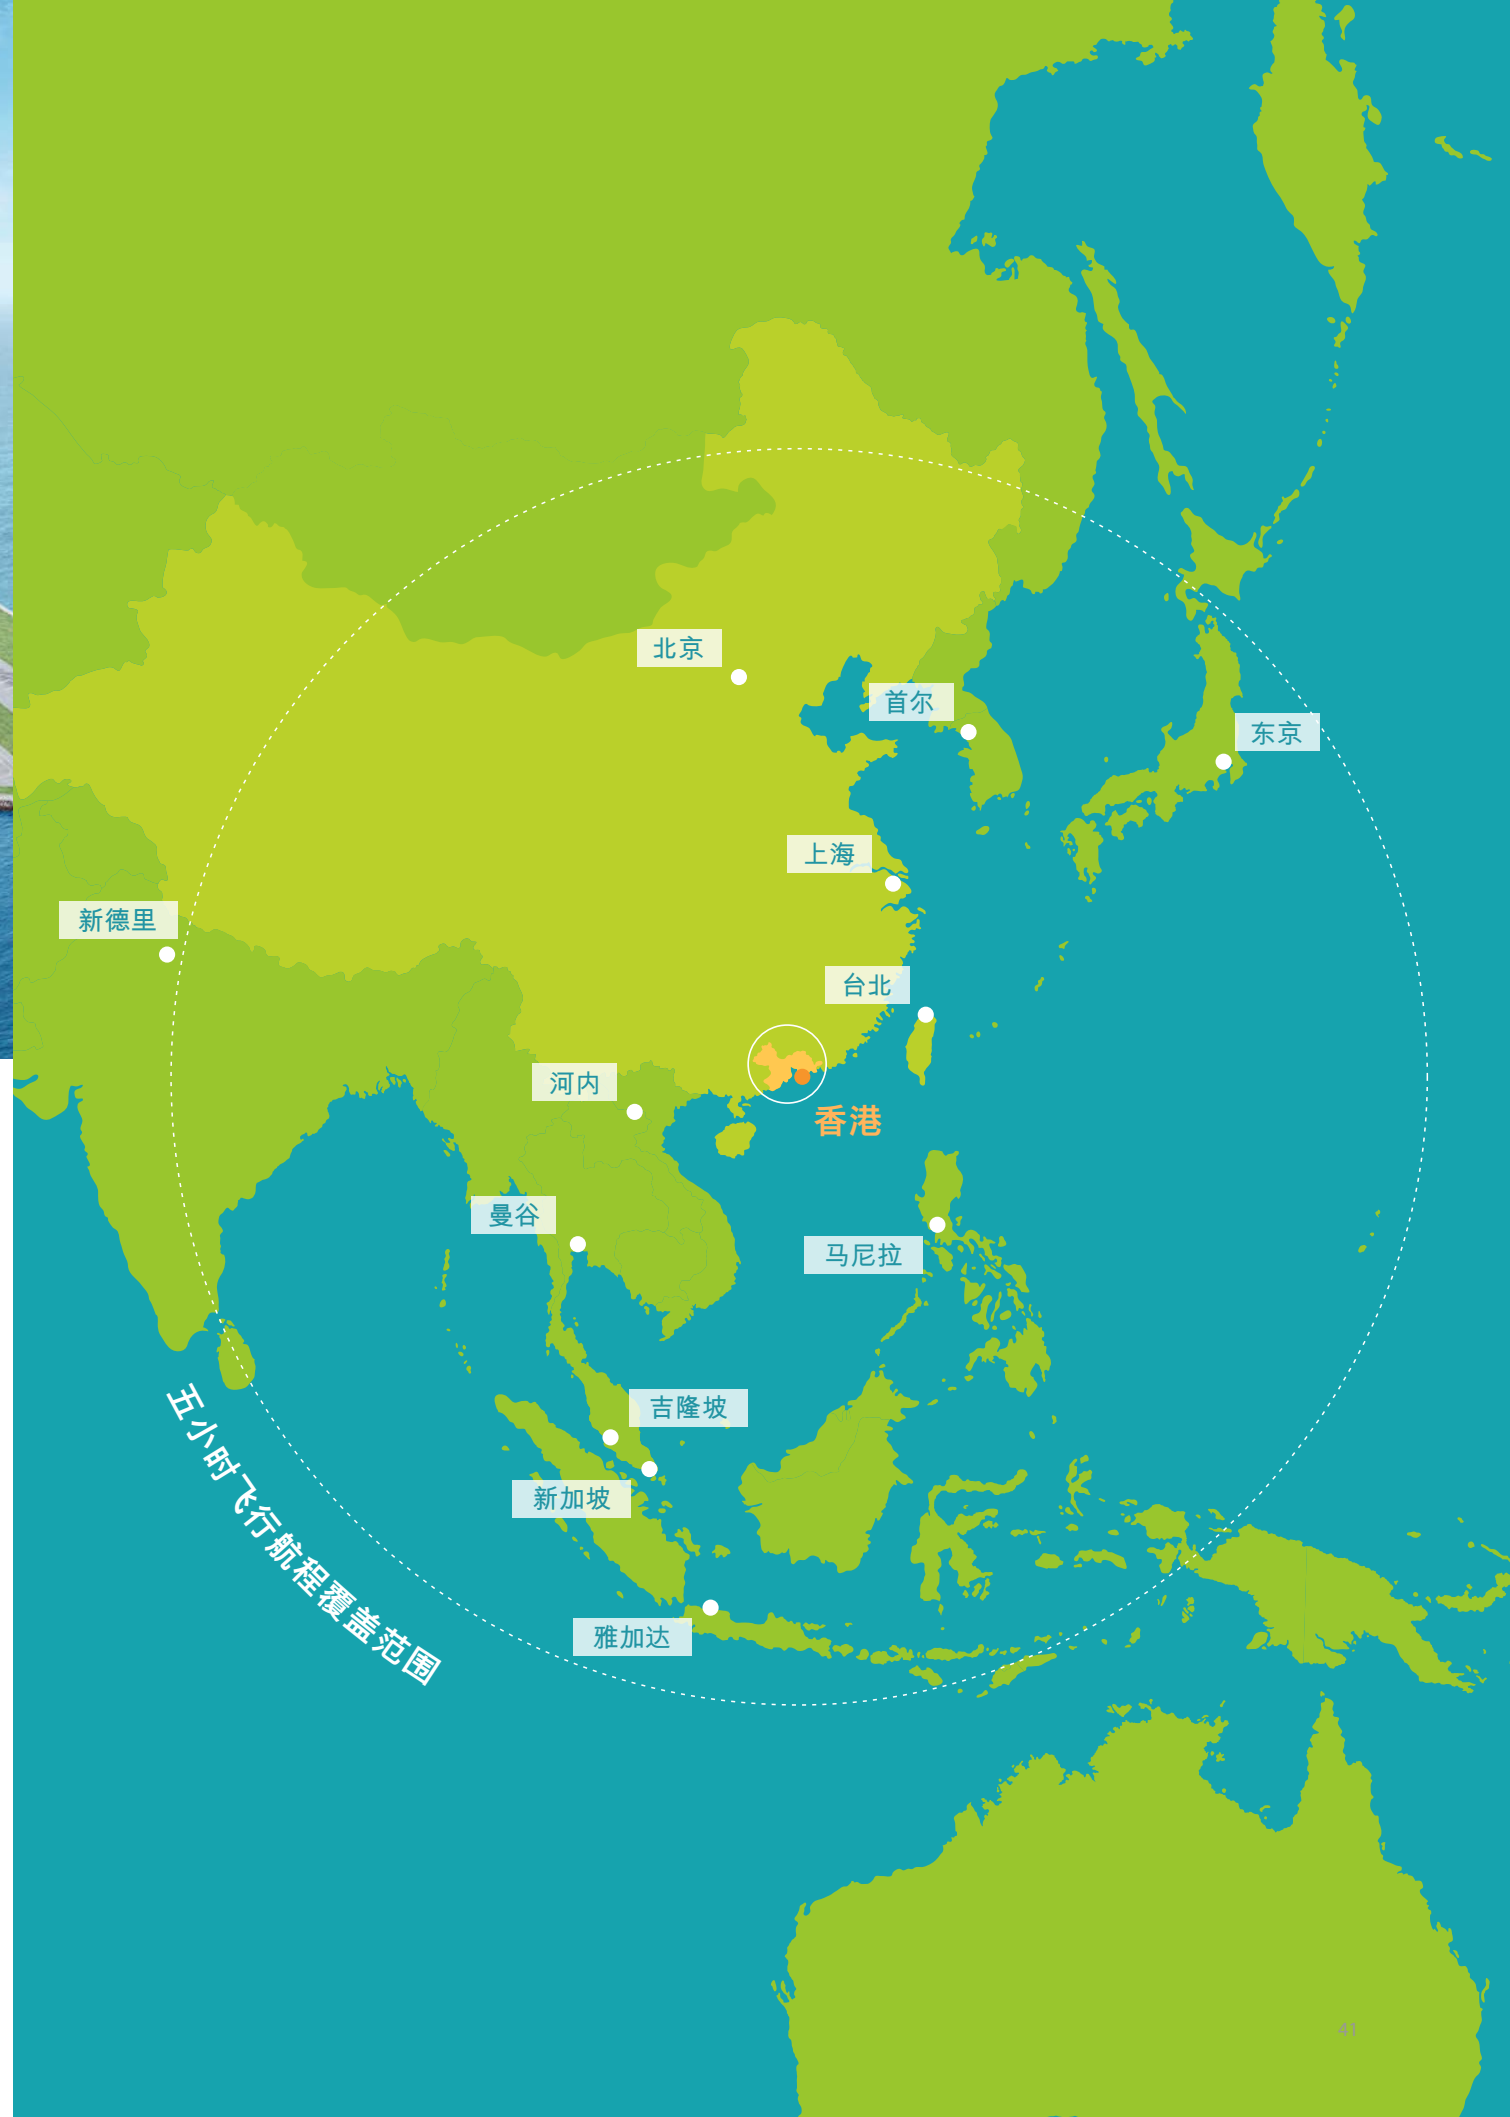 北京
首尔
东京
上海
新德里
台北
河内
香港
曼谷
马尼拉
吉隆坡
新加坡
雅加达
五小时飞行航程覆盖范围
41